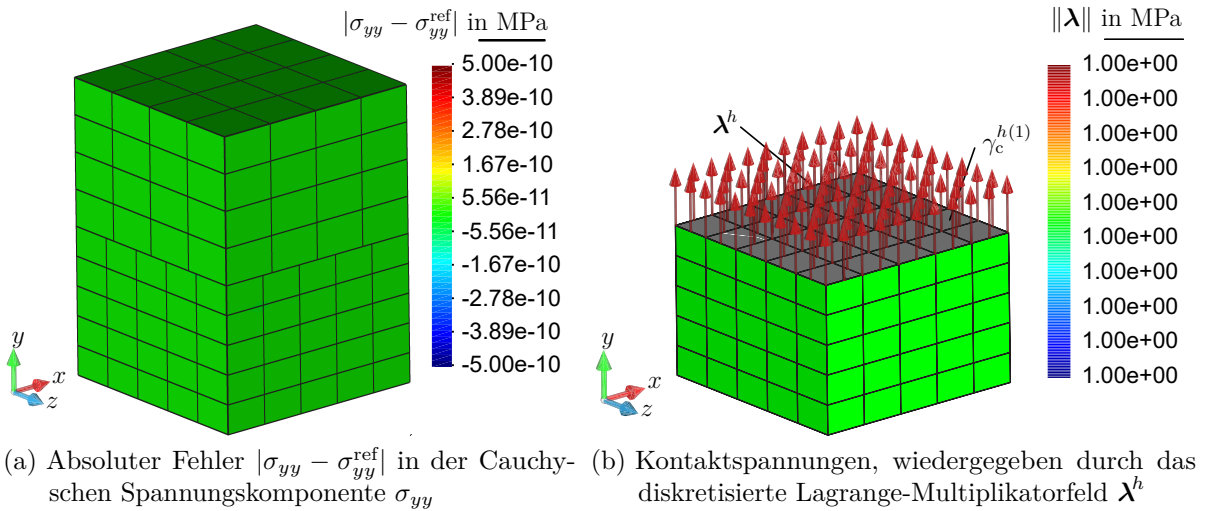 |σ_yy − σ_yy^ref| in MPa
5.00e-10
3.89e-10
2.78e-10
1.67e-10
5.56e-11
-5.56e-11
-1.67e-10
-2.78e-10
-3.89e-10
-5.00e-10
y
x
z
(a) Absoluter Fehler |σ_yy − σ_yy^ref| in der Cauchy-
schen Spannungskomponente σ_yy
‖λ‖ in MPa
1.00e+00
1.00e+00
1.00e+00
1.00e+00
1.00e+00
1.00e+00
1.00e+00
1.00e+00
1.00e+00
1.00e+00
λ^h
γ_c^h(1)
y
x
z
(b) Kontaktspannungen, wiedergegeben durch das
diskretisierte Lagrange-Multiplikatorfeld λ^h